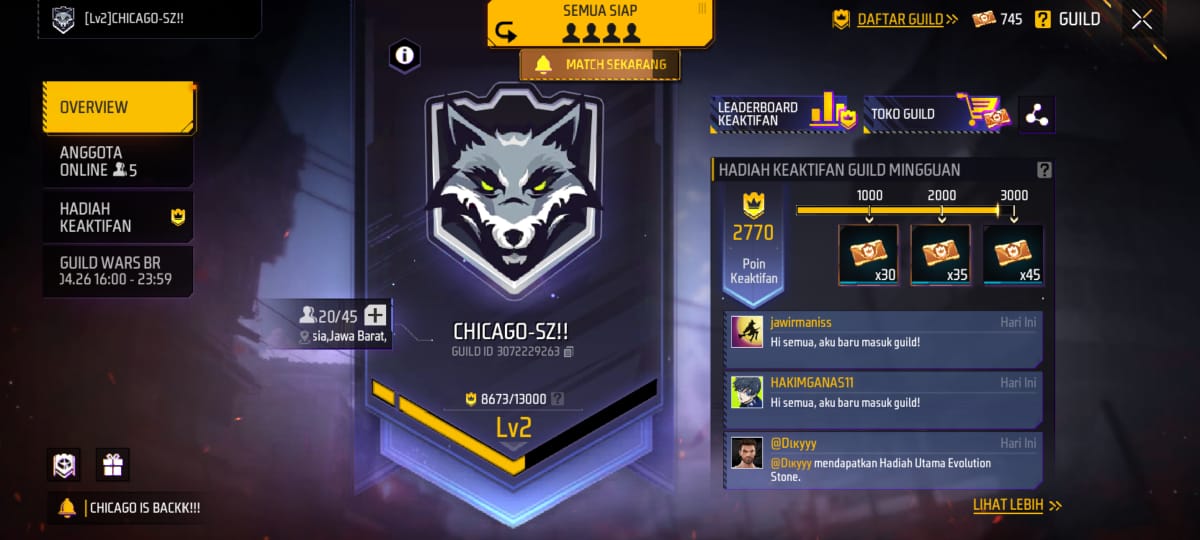 [Lv2]CHICAGO-SZ!!
SEMUA SIAP
MATCH SEKARANG
DAFTAR GUILD>>
745
? GUILD
OVERVIEW
ANGGOTA
ONLINE 5
HADIAH
KEAKTIFAN
GUILD WARS BR
04.26 16:00 - 23:59
i
20/45 +
sia,Jawa Barat,
CHICAGO-SZ!!
GUILD ID 3072229263
8673/13000 ?
Lv2
CHICAGO IS BACKK!!!
LEADERBOARD
KEAKTIFAN
TOKO GUILD
HADIAH KEAKTIFAN GUILD MINGGUAN ?
1000 2000 3000
2770
Poin
Keaktifan
x30 x35 x45
jawirmaniss Hari Ini
Hi semua, aku baru masuk guild!
HAKIMGANAS11 Hari Ini
Hi semua, aku baru masuk guild!
@Dιĸyyy Hari Ini
@Dιĸyyy mendapatkan Hadiah Utama Evolution
Stone.
LIHAT LEBIH >>